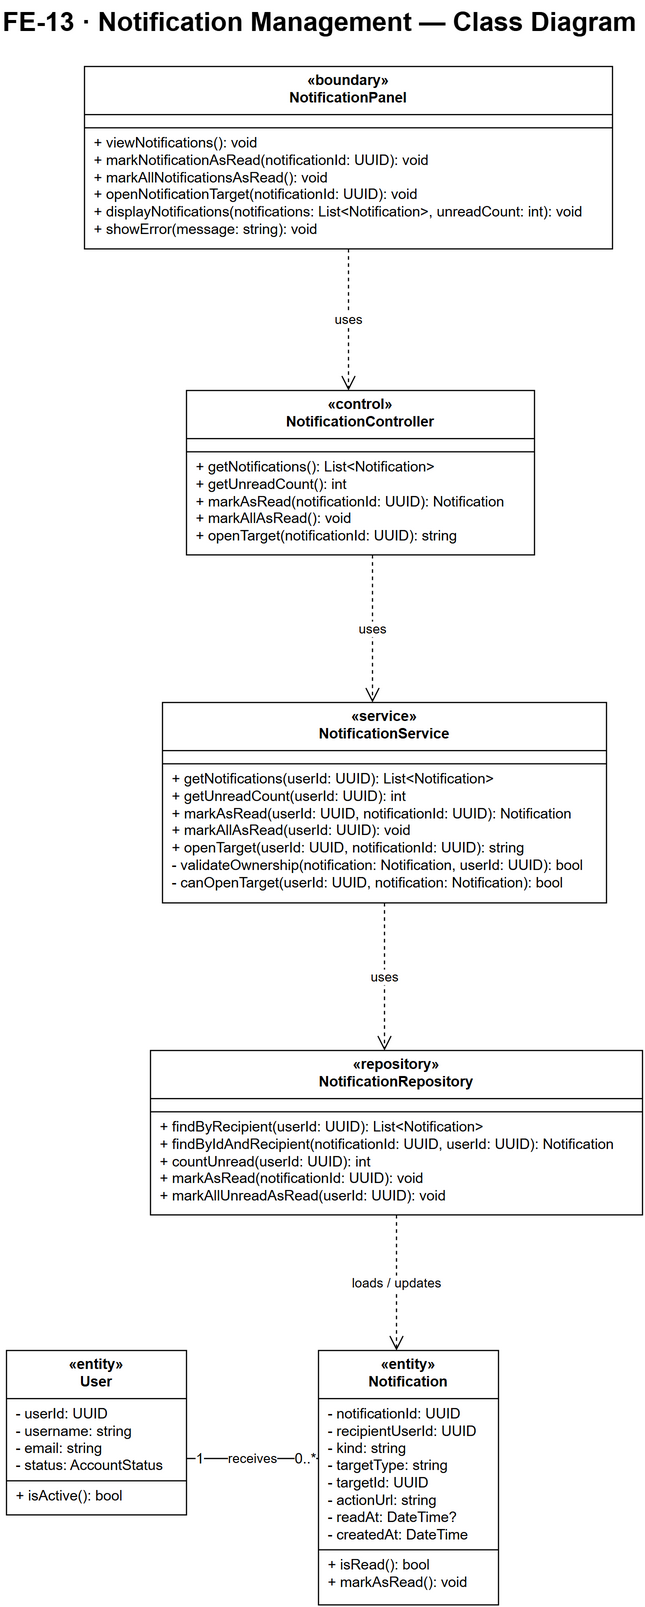 FE-13 · Notification Management — Class Diagram
«boundary»
NotificationPanel
+ viewNotifications(): void
+ markNotificationAsRead(notificationId: UUID): void
+ markAllNotificationsAsRead(): void
+ openNotificationTarget(notificationId: UUID): void
+ displayNotifications(notifications: List<Notification>, unreadCount: int): void
+ showError(message: string): void
uses
«control»
NotificationController
+ getNotifications(): List<Notification>
+ getUnreadCount(): int
+ markAsRead(notificationId: UUID): Notification
+ markAllAsRead(): void
+ openTarget(notificationId: UUID): string
uses
«service»
NotificationService
+ getNotifications(userId: UUID): List<Notification>
+ getUnreadCount(userId: UUID): int
+ markAsRead(userId: UUID, notificationId: UUID): Notification
+ markAllAsRead(userId: UUID): void
+ openTarget(userId: UUID, notificationId: UUID): string
- validateOwnership(notification: Notification, userId: UUID): bool
- canOpenTarget(userId: UUID, notification: Notification): bool
uses
«repository»
NotificationRepository
+ findByRecipient(userId: UUID): List<Notification>
+ findByIdAndRecipient(notificationId: UUID, userId: UUID): Notification
+ countUnread(userId: UUID): int
+ markAsRead(notificationId: UUID): void
+ markAllUnreadAsRead(userId: UUID): void
loads / updates
«entity»
User
- userId: UUID
- username: string
- email: string
- status: AccountStatus
+ isActive(): bool
1
receives
0..*
«entity»
Notification
- notificationId: UUID
- recipientUserId: UUID
- kind: string
- targetType: string
- targetId: UUID
- actionUrl: string
- readAt: DateTime?
- createdAt: DateTime
+ isRead(): bool
+ markAsRead(): void